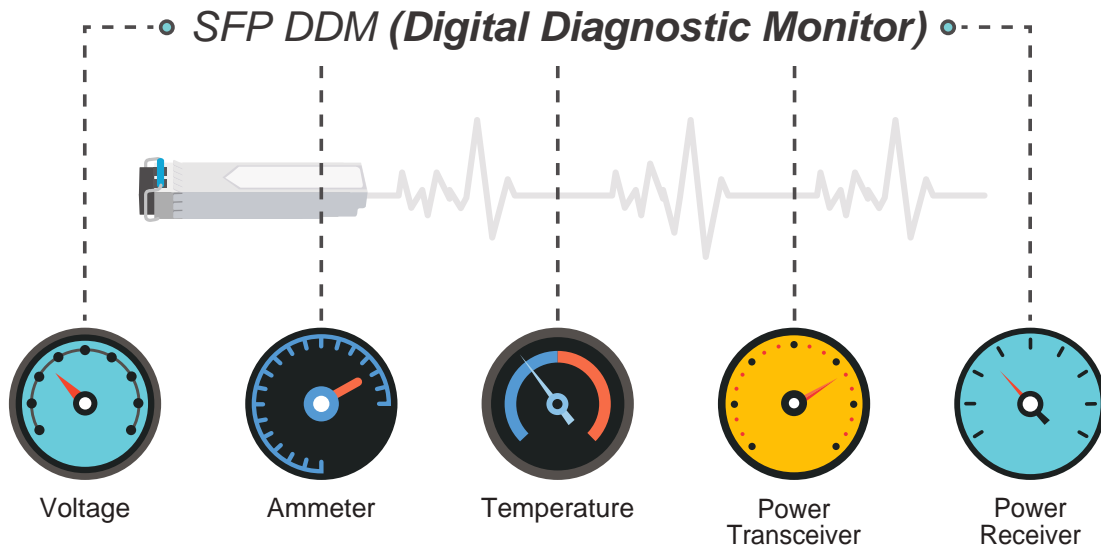 SFP DDM (Digital Diagnostic Monitor)
Voltage
Ammeter
Temperature
Power
Transceiver
Power
Receiver